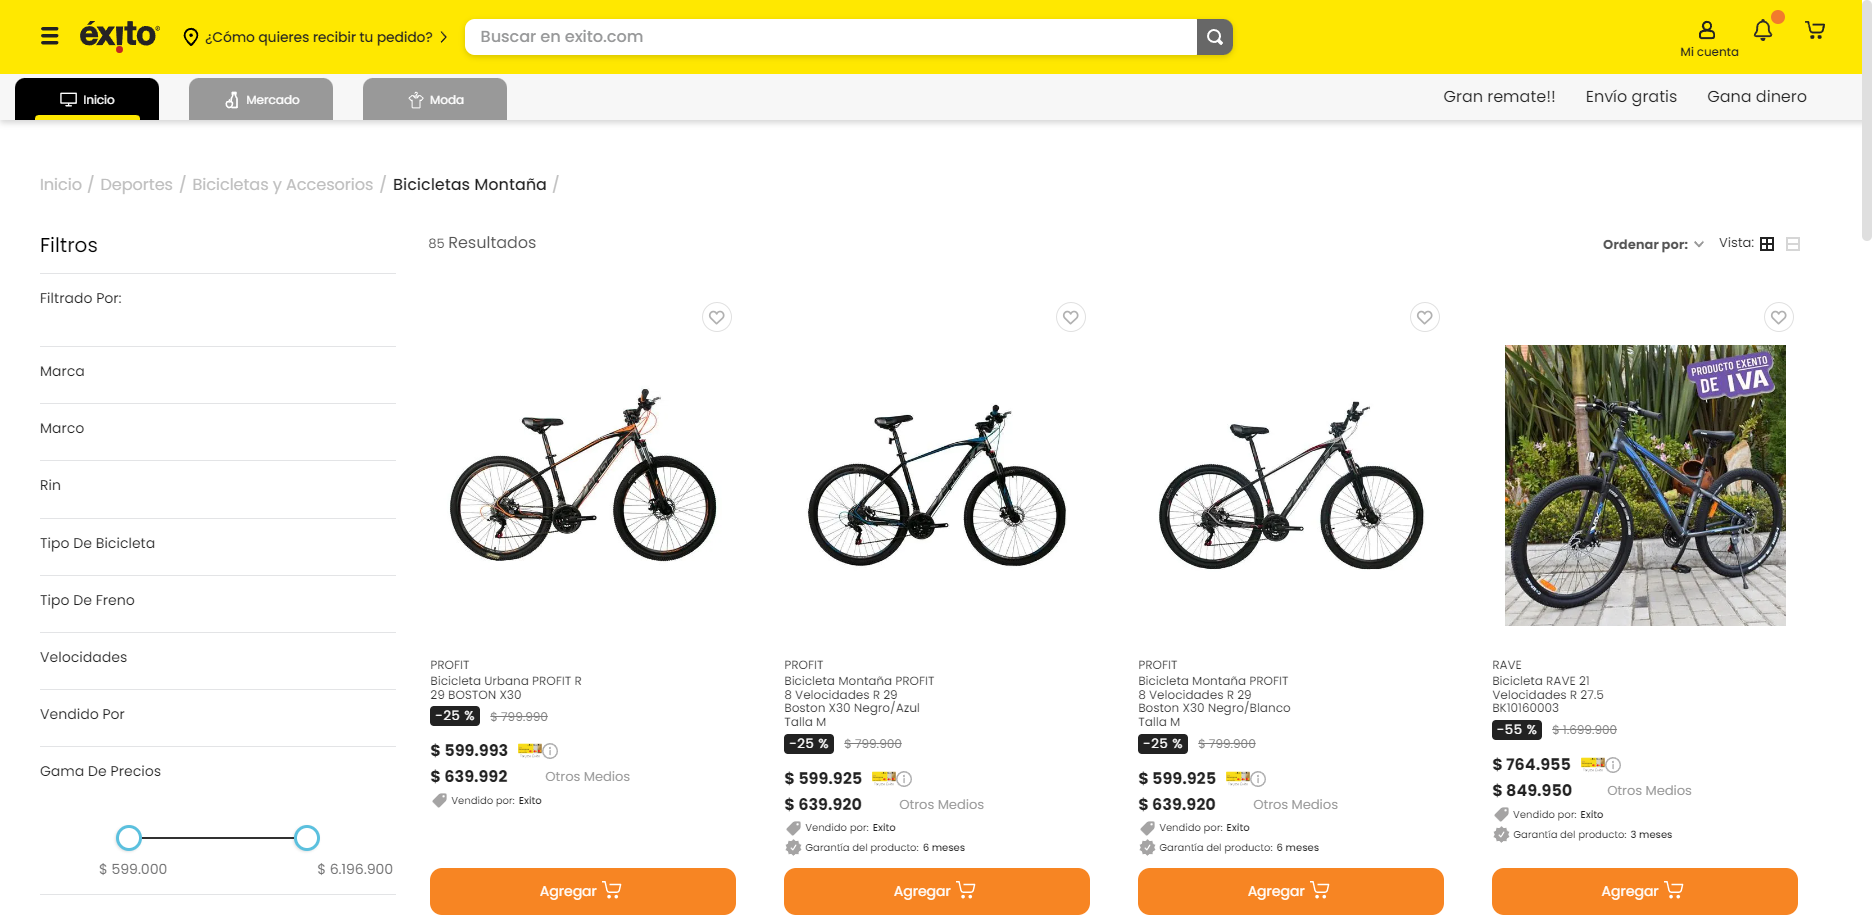 éxito
¿Cómo quieres recibir tu pedido?
Buscar en exito.com
Mi cuenta
Inicio
Mercado
Moda
Gran remate!!
Envío gratis
Gana dinero
Inicio / Deportes / Bicicletas y Accesorios / Bicicletas Montaña /
Filtros
85 Resultados
Ordenar por:
Vista:
Filtrado Por:
Marca
Marco
Rin
Tipo De Bicicleta
Tipo De Freno
Velocidades
Vendido Por
Gama De Precios
$ 599.000
$ 6.196.900
PROFIT
Bicicleta Urbana PROFIT R
29 BOSTON X30
-25 % $ 799.990
$ 599.993
$ 639.992 Otros Medios
Vendido por: Exito
Agregar
PROFIT
Bicicleta Montaña PROFIT
8 Velocidades R 29
Boston X30 Negro/Azul
Talla M
-25 % $ 799.900
$ 599.925
$ 639.920 Otros Medios
Vendido por: Exito
Garantía del producto: 6 meses
Agregar
PROFIT
Bicicleta Montaña PROFIT
8 Velocidades R 29
Boston X30 Negro/Blanco
Talla M
-25 % $ 799.900
$ 599.925
$ 639.920 Otros Medios
Vendido por: Exito
Garantía del producto: 6 meses
Agregar
PRODUCTO EXENTO
DE IVA
RAVE
Bicicleta RAVE 21
Velocidades R 27.5
BK10160003
-55 % $ 1.699.900
$ 764.955
$ 849.950 Otros Medios
Vendido por: Exito
Garantía del producto: 3 meses
Agregar